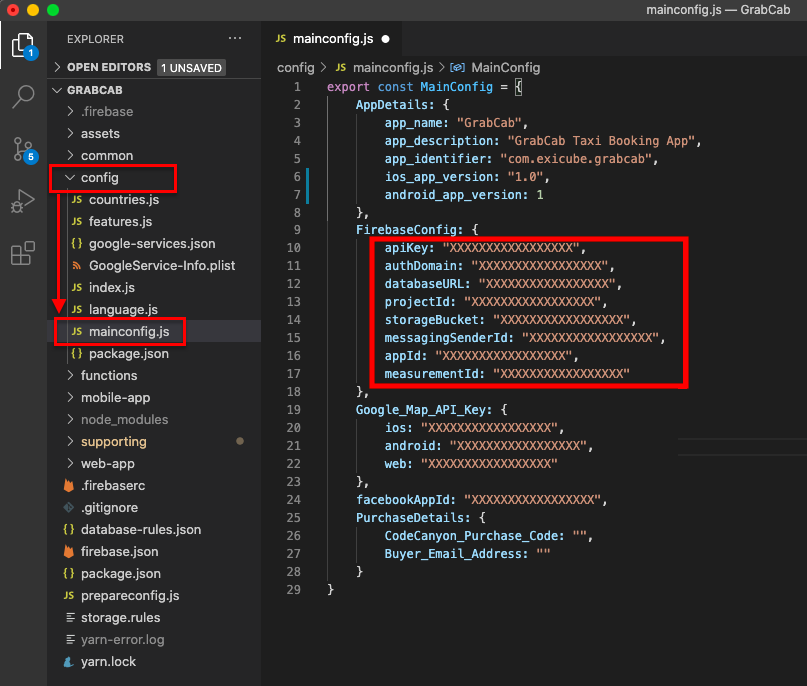 mainconfig.js — GrabCab
EXPLORER
OPEN EDITORS 1 UNSAVED
GRABCAB
.firebase
assets
common
config
JS countries.js
JS features.js
{} google-services.json
GoogleService-Info.plist
JS index.js
JS language.js
JS mainconfig.js
{} package.json
functions
mobile-app
node_modules
supporting
web-app
.firebaserc
.gitignore
{} database-rules.json
firebase.json
{} package.json
JS prepareconfig.js
storage.rules
yarn-error.log
yarn.lock
1
5
JS mainconfig.js
config > JS mainconfig.js > MainConfig
1 export const MainConfig = {
2 AppDetails: {
3 app_name: "GrabCab",
4 app_description: "GrabCab Taxi Booking App",
5 app_identifier: "com.exicube.grabcab",
6 ios_app_version: "1.0",
7 android_app_version: 1
8 },
9 FirebaseConfig: {
10 apiKey: "XXXXXXXXXXXXXXXXX",
11 authDomain: "XXXXXXXXXXXXXXXXX",
12 databaseURL: "XXXXXXXXXXXXXXXXX",
13 projectId: "XXXXXXXXXXXXXXXXX",
14 storageBucket: "XXXXXXXXXXXXXXXXX",
15 messagingSenderId: "XXXXXXXXXXXXXXXXX",
16 appId: "XXXXXXXXXXXXXXXXX",
17 measurementId: "XXXXXXXXXXXXXXXXX"
18 },
19 Google_Map_API_Key: {
20 ios: "XXXXXXXXXXXXXXXXX",
21 android: "XXXXXXXXXXXXXXXXX",
22 web: "XXXXXXXXXXXXXXXXX"
23 },
24 facebookAppId: "XXXXXXXXXXXXXXXXX",
25 PurchaseDetails: {
26 CodeCanyon_Purchase_Code: "",
27 Buyer_Email_Address: ""
28 }
29 }